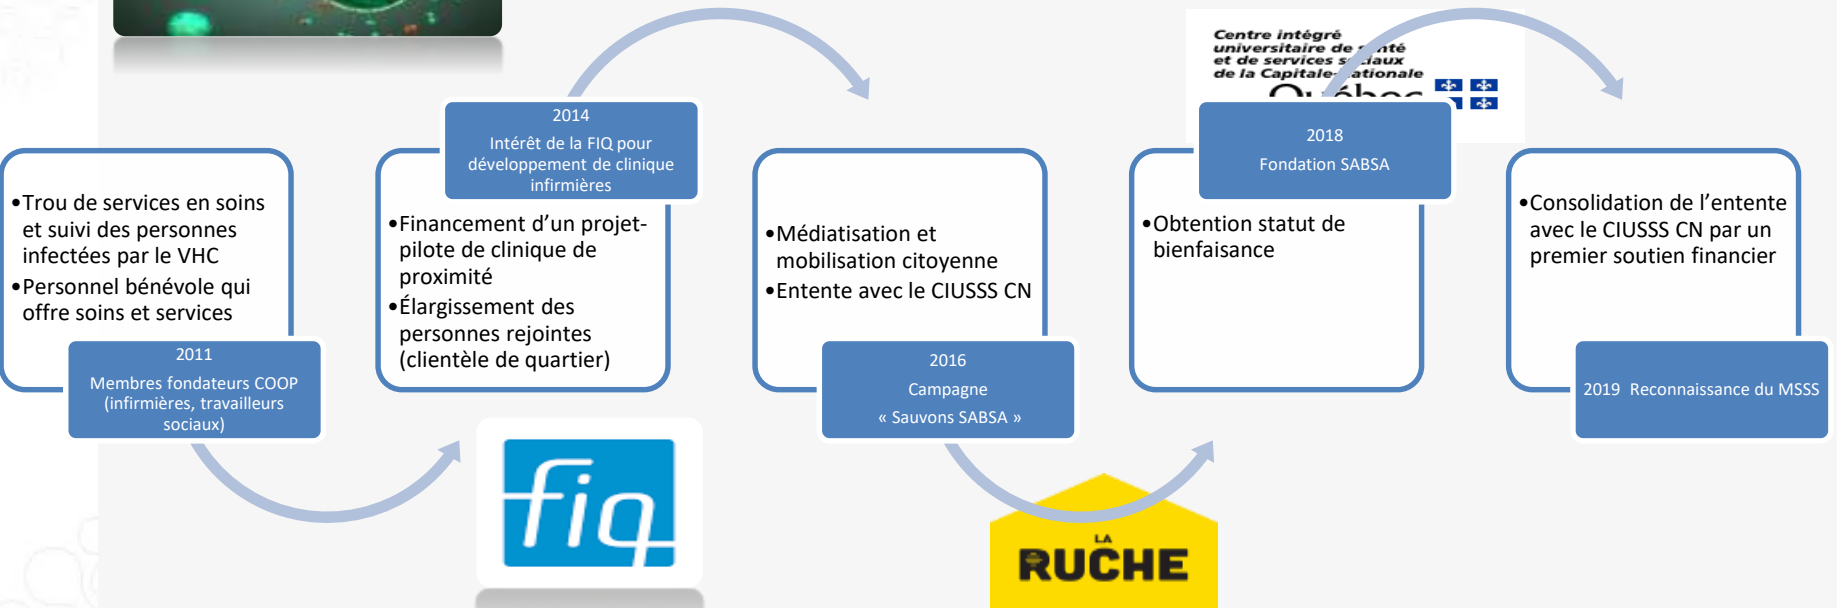 •Trou de services en soins
et suivi des personnes
infectées par le VHC
•Personnel bénévole qui
offre soins et services
2011
Membres fondateurs COOP
(infirmières, travailleurs
sociaux)
2014
Intérêt de la FIQ pour
développement de clinique
infirmières
•Financement d’un projet-
pilote de clinique de
proximité
•Élargissement des
personnes rejointes
(clientèle de quartier)
fiq
•Médiatisation et
mobilisation citoyenne
•Entente avec le CIUSSS CN
2016
Campagne
« Sauvons SABSA »
LA
RUCHE
Centre intégré
universitaire de santé
et de services sociaux
de la Capitale-Nationale
Québec
2018
Fondation SABSA
•Obtention statut de
bienfaisance
•Consolidation de l’entente
avec le CIUSSS CN par un
premier soutien financier
2019 Reconnaissance du MSSS